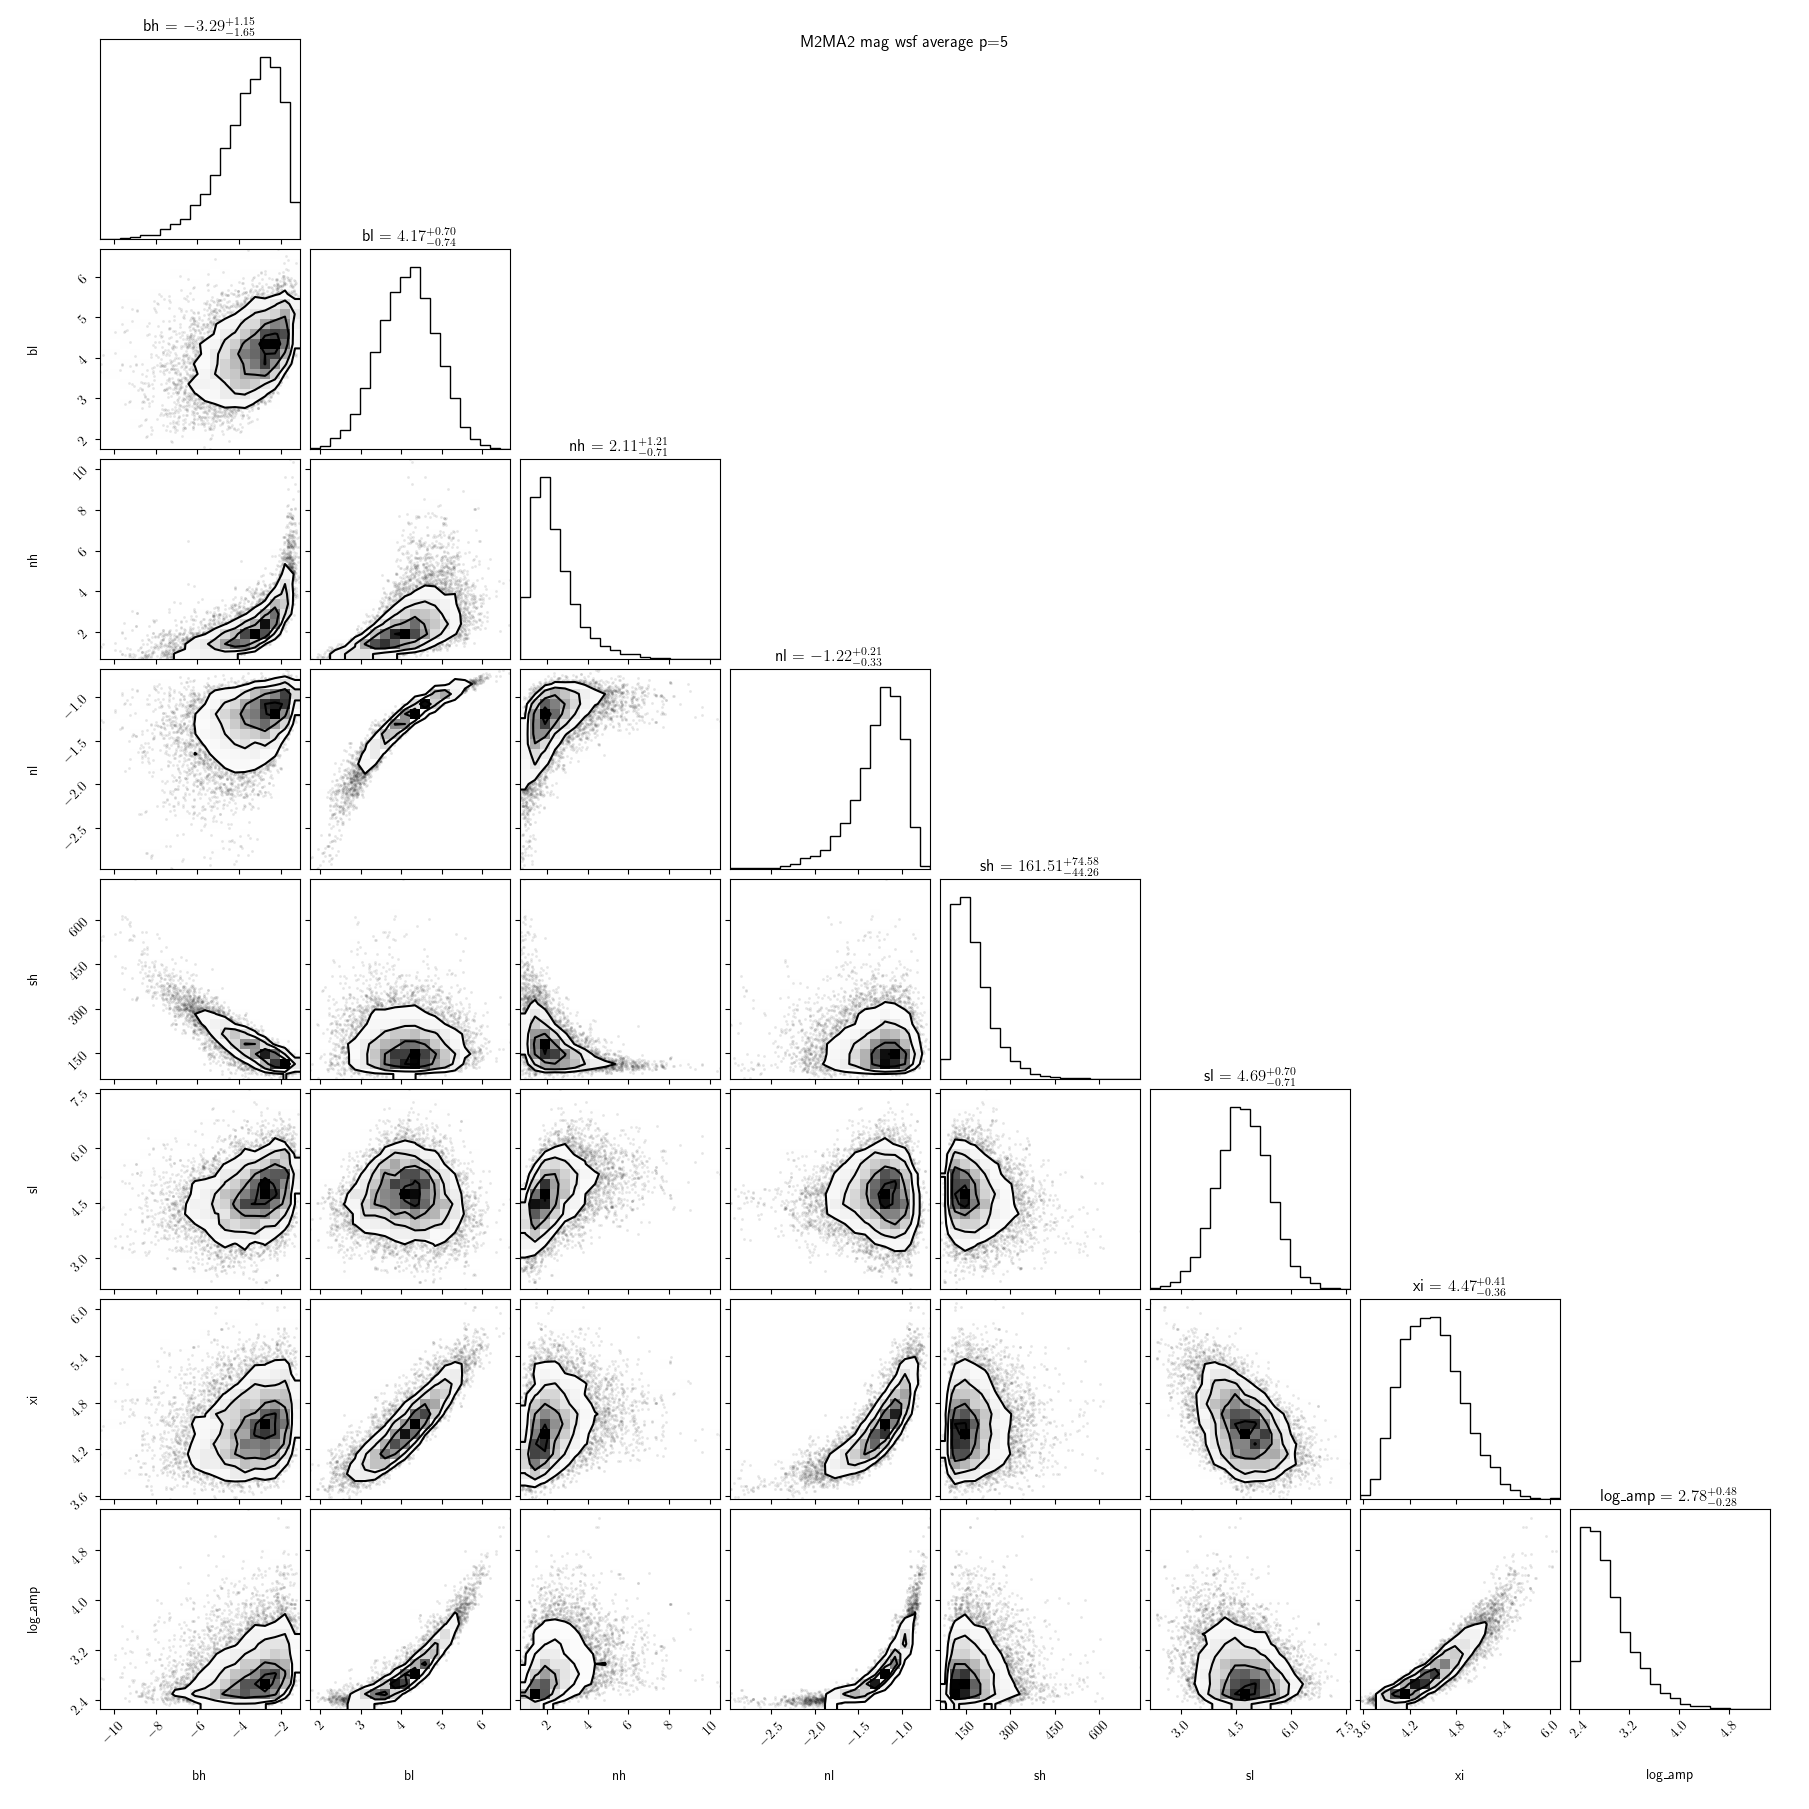 M2MA2 mag wsf average p=5
bh = −3.29+1.15 −1.65
bl = 4.17+0.70 −0.74
nh = 2.11+1.21 −0.71
nl = −1.22+0.21 −0.33
sh = 161.51+74.58 −44.26
sl = 4.69+0.70 −0.71
xi = 4.47+0.41 −0.36
log_amp = 2.78+0.48 −0.28
bl
6
5
4
3
2
nh
10
8
6
4
2
nl
−1.0
−1.5
−2.0
−2.5
sh
600
450
300
150
sl
7.5
6.0
4.5
3.0
xi
6.0
5.4
4.8
4.2
3.6
log_amp
4.8
4.0
3.2
2.4
−10 −8 −6 −4 −2
2 3 4 5 6
2 4 6 8 10
−2.5 −2.0 −1.5 −1.0
150 300 450 600
3.0 4.5 6.0 7.5
3.6 4.2 4.8 5.4 6.0
2.4 3.2 4.0 4.8
bh bl nh nl sh sl xi log_amp